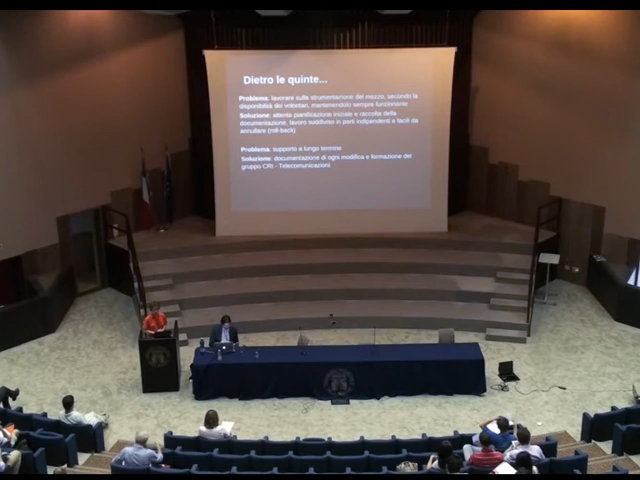 Dietro le quinte...
Problema: lavorare sulla strumentazione del mezzo, secondo la
disponibilità dei volontari, mantenendolo sempre funzionante
Soluzione: attenta pianificazione iniziale e raccolta della
documentazione, lavoro suddiviso in parti indipendenti e facili da
annullare (roll-back)
Problema: supporto a lungo termine
Soluzione: documentazione di ogni modifica e formazione del
gruppo CRI - Telecomunicazioni